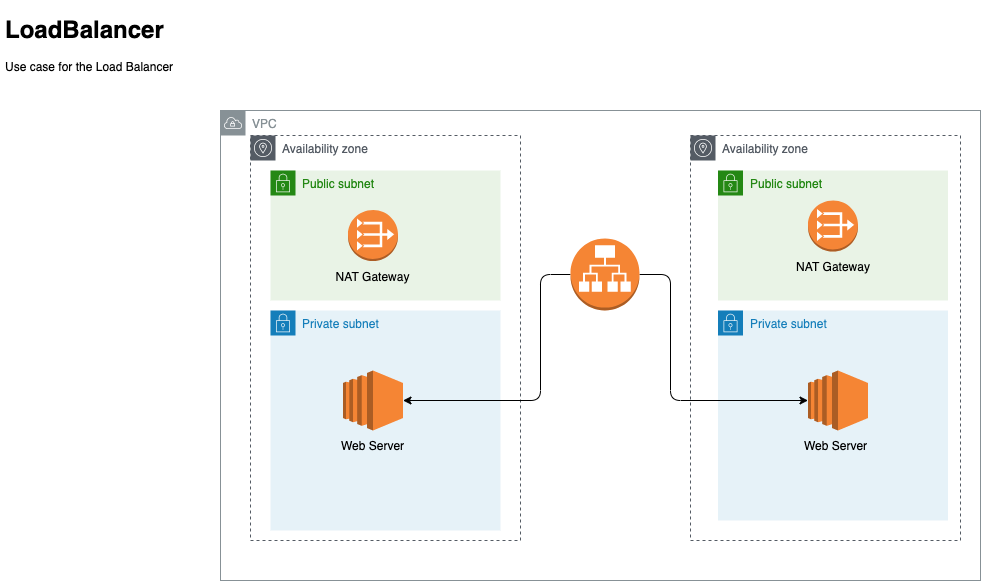 LoadBalancer
Use case for the Load Balancer
VPC
Availability zone
Public subnet
NAT Gateway
Private subnet
Web Server
Availability zone
Public subnet
NAT Gateway
Private subnet
Web Server